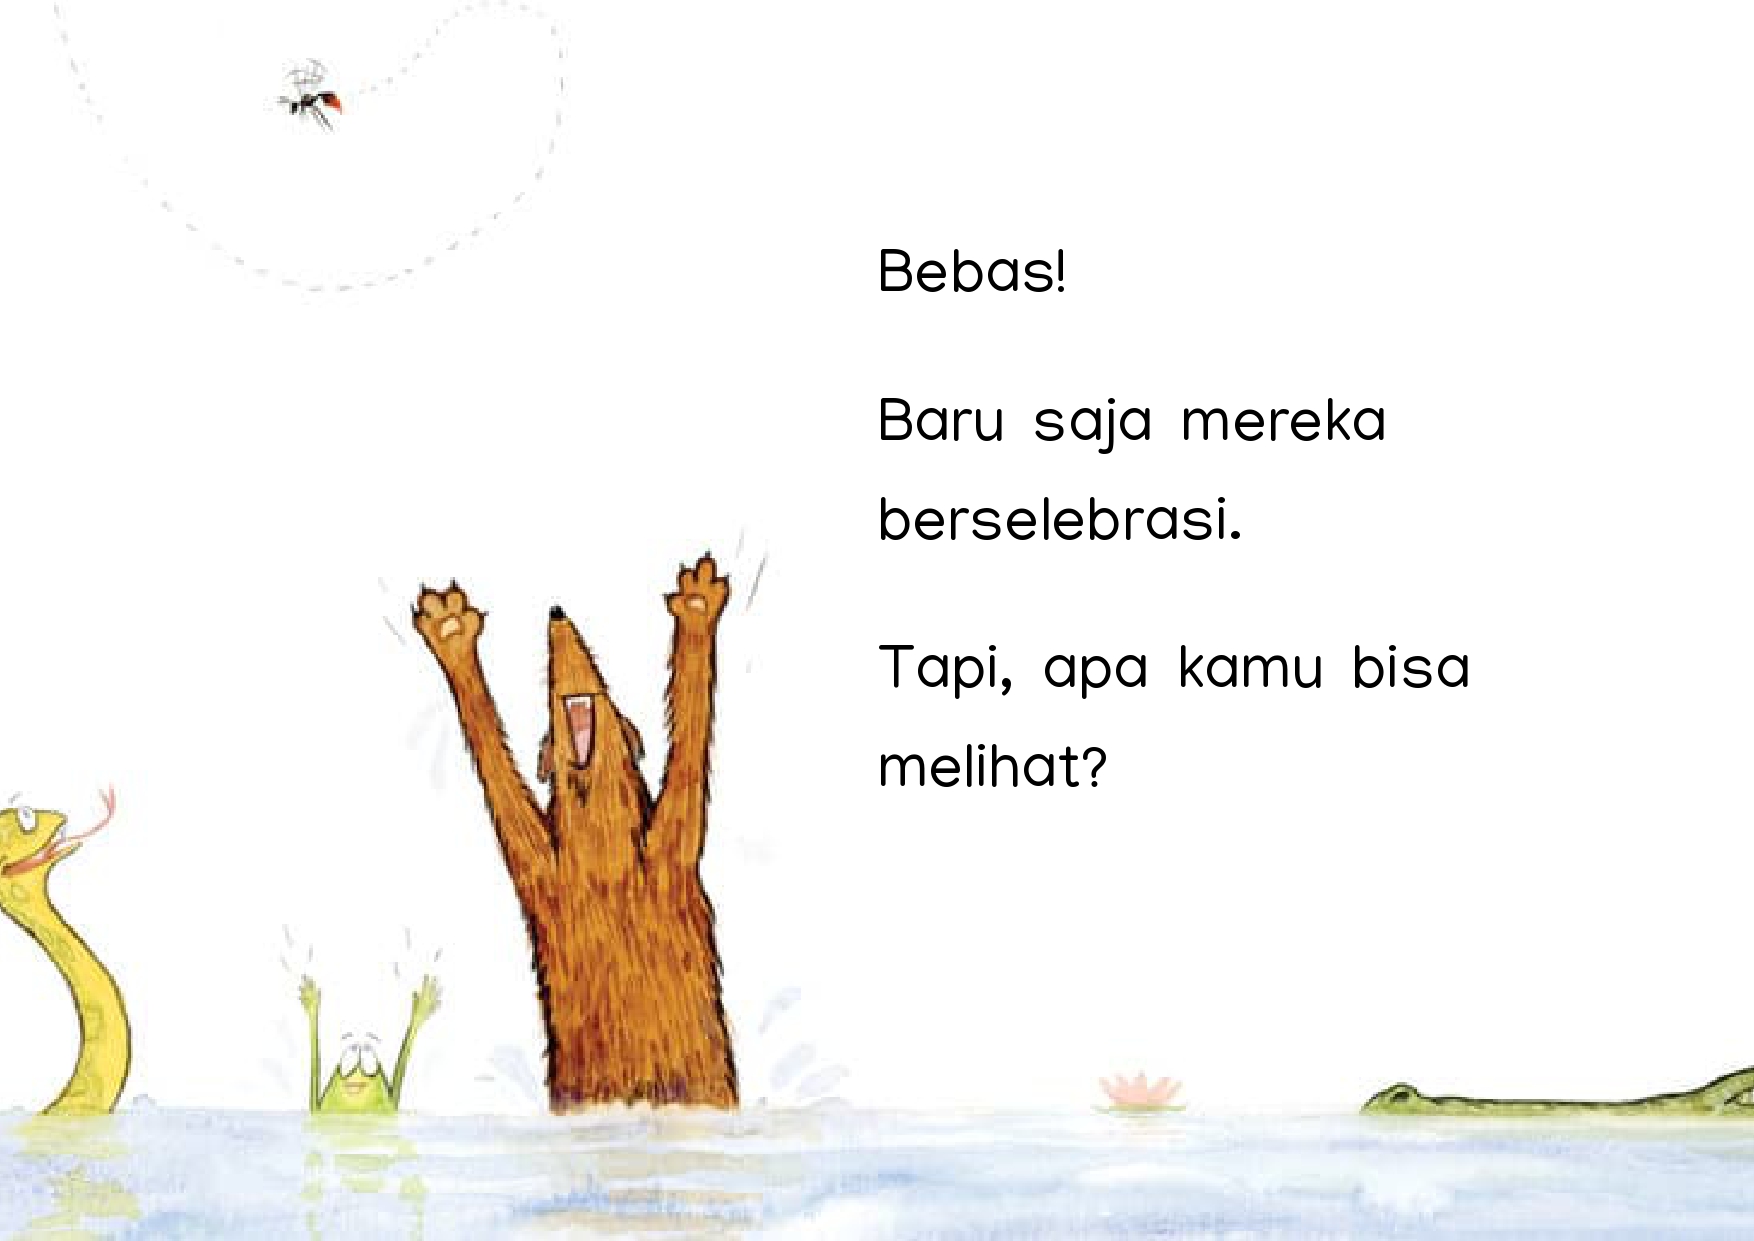 Bebas!
Baru saja mereka
berselebrasi.
Tapi, apa kamu bisa
melihat?